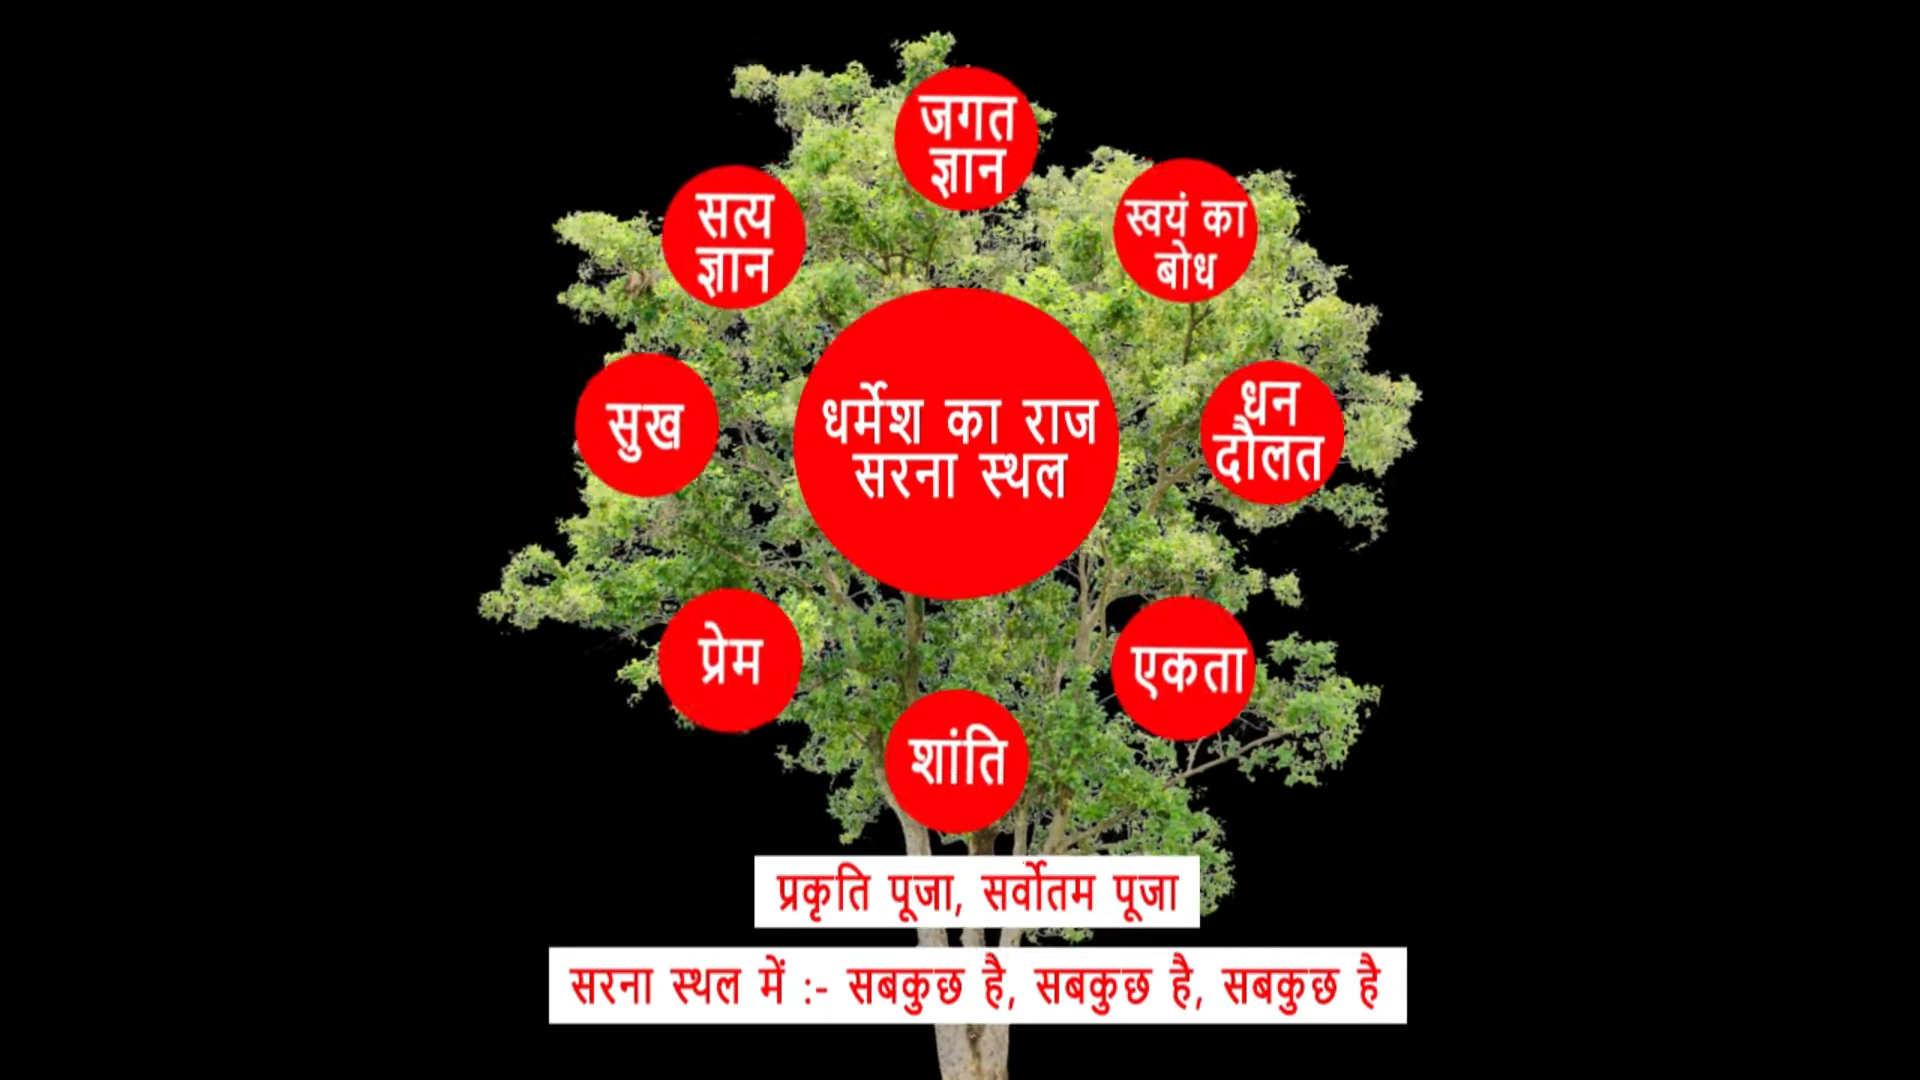 जगत
ज्ञान
सत्य
ज्ञान
स्वयं का
बोध
सुख
धर्मेश का राज
सरना स्थल
धन
दौलत
प्रेम
एकता
शांति
प्रकृति पूजा, सर्वोतम पूजा
सरना स्थल में :- सबकुछ है, सबकुछ है, सबकुछ है